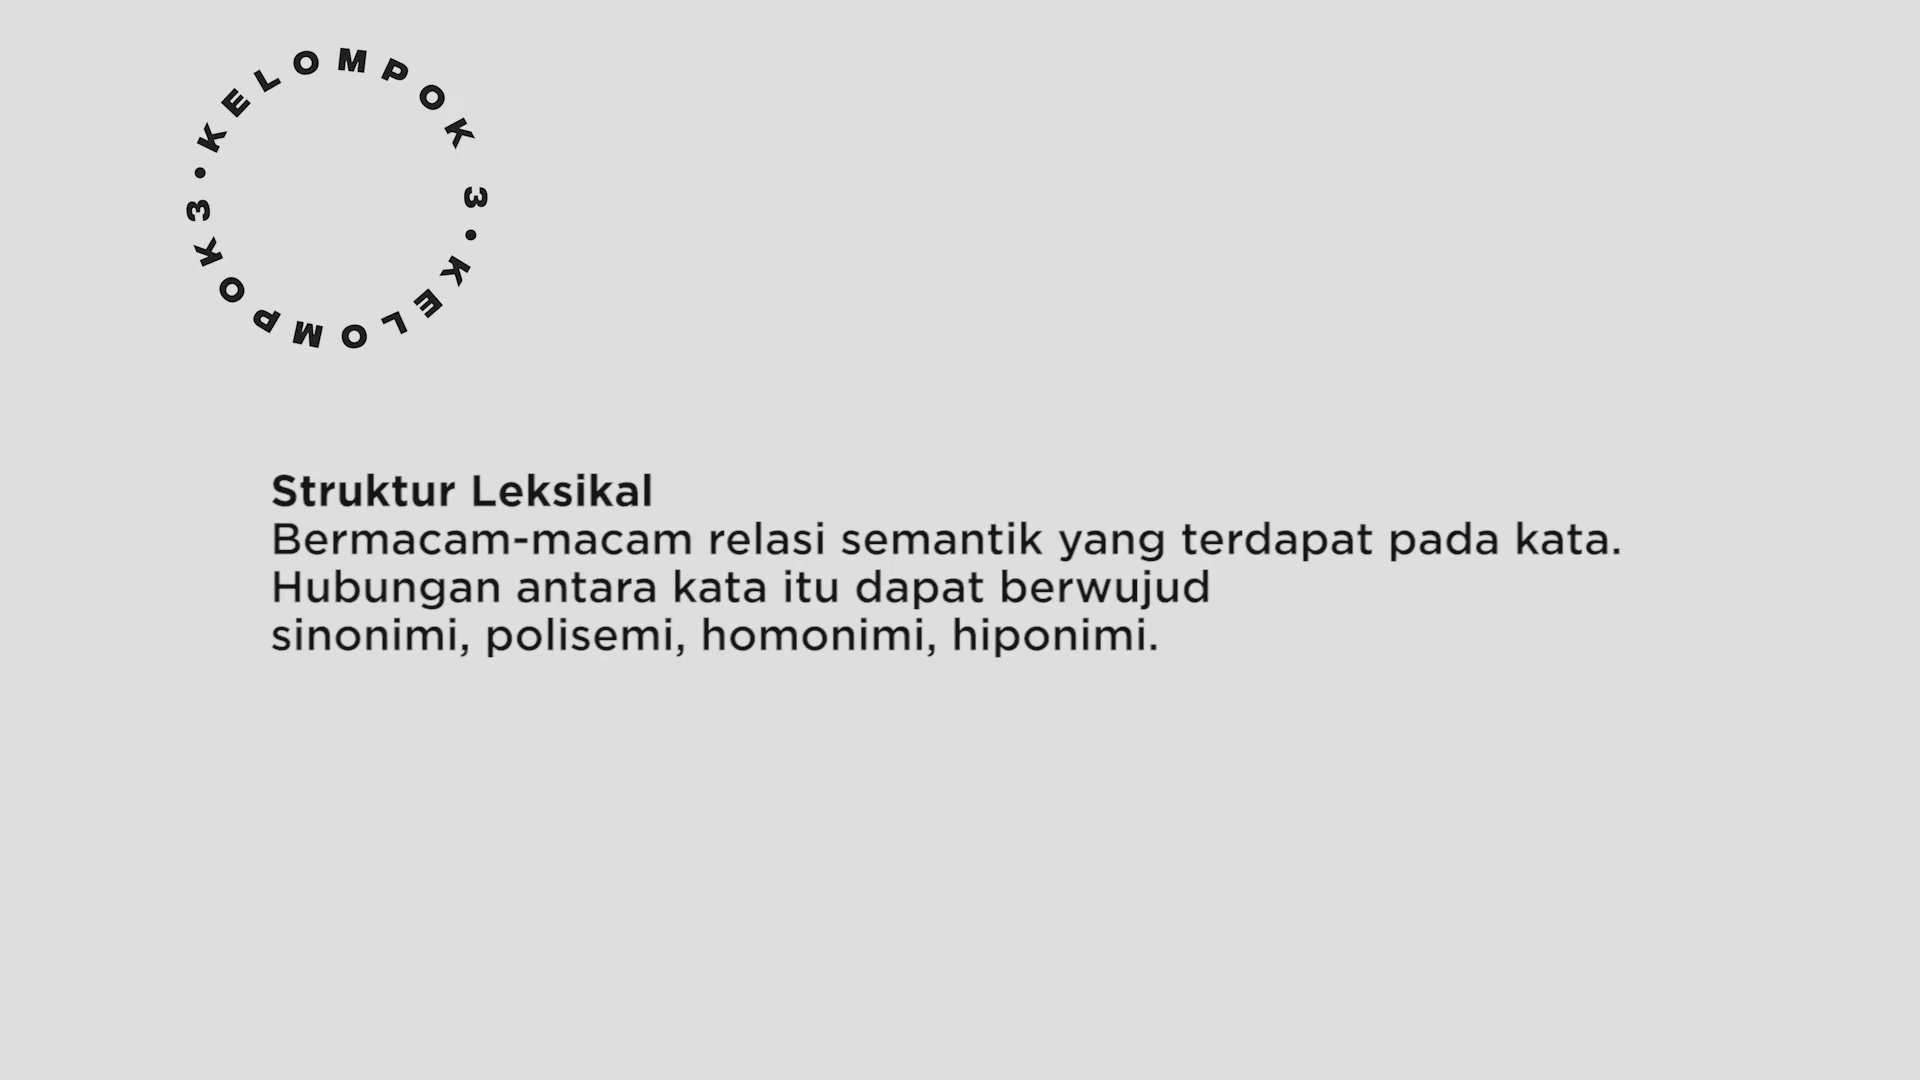 KELOMPOK 3 • KELOMPOK 3 •
Struktur Leksikal
Bermacam-macam relasi semantik yang terdapat pada kata.
Hubungan antara kata itu dapat berwujud
sinonimi, polisemi, homonimi, hiponimi.